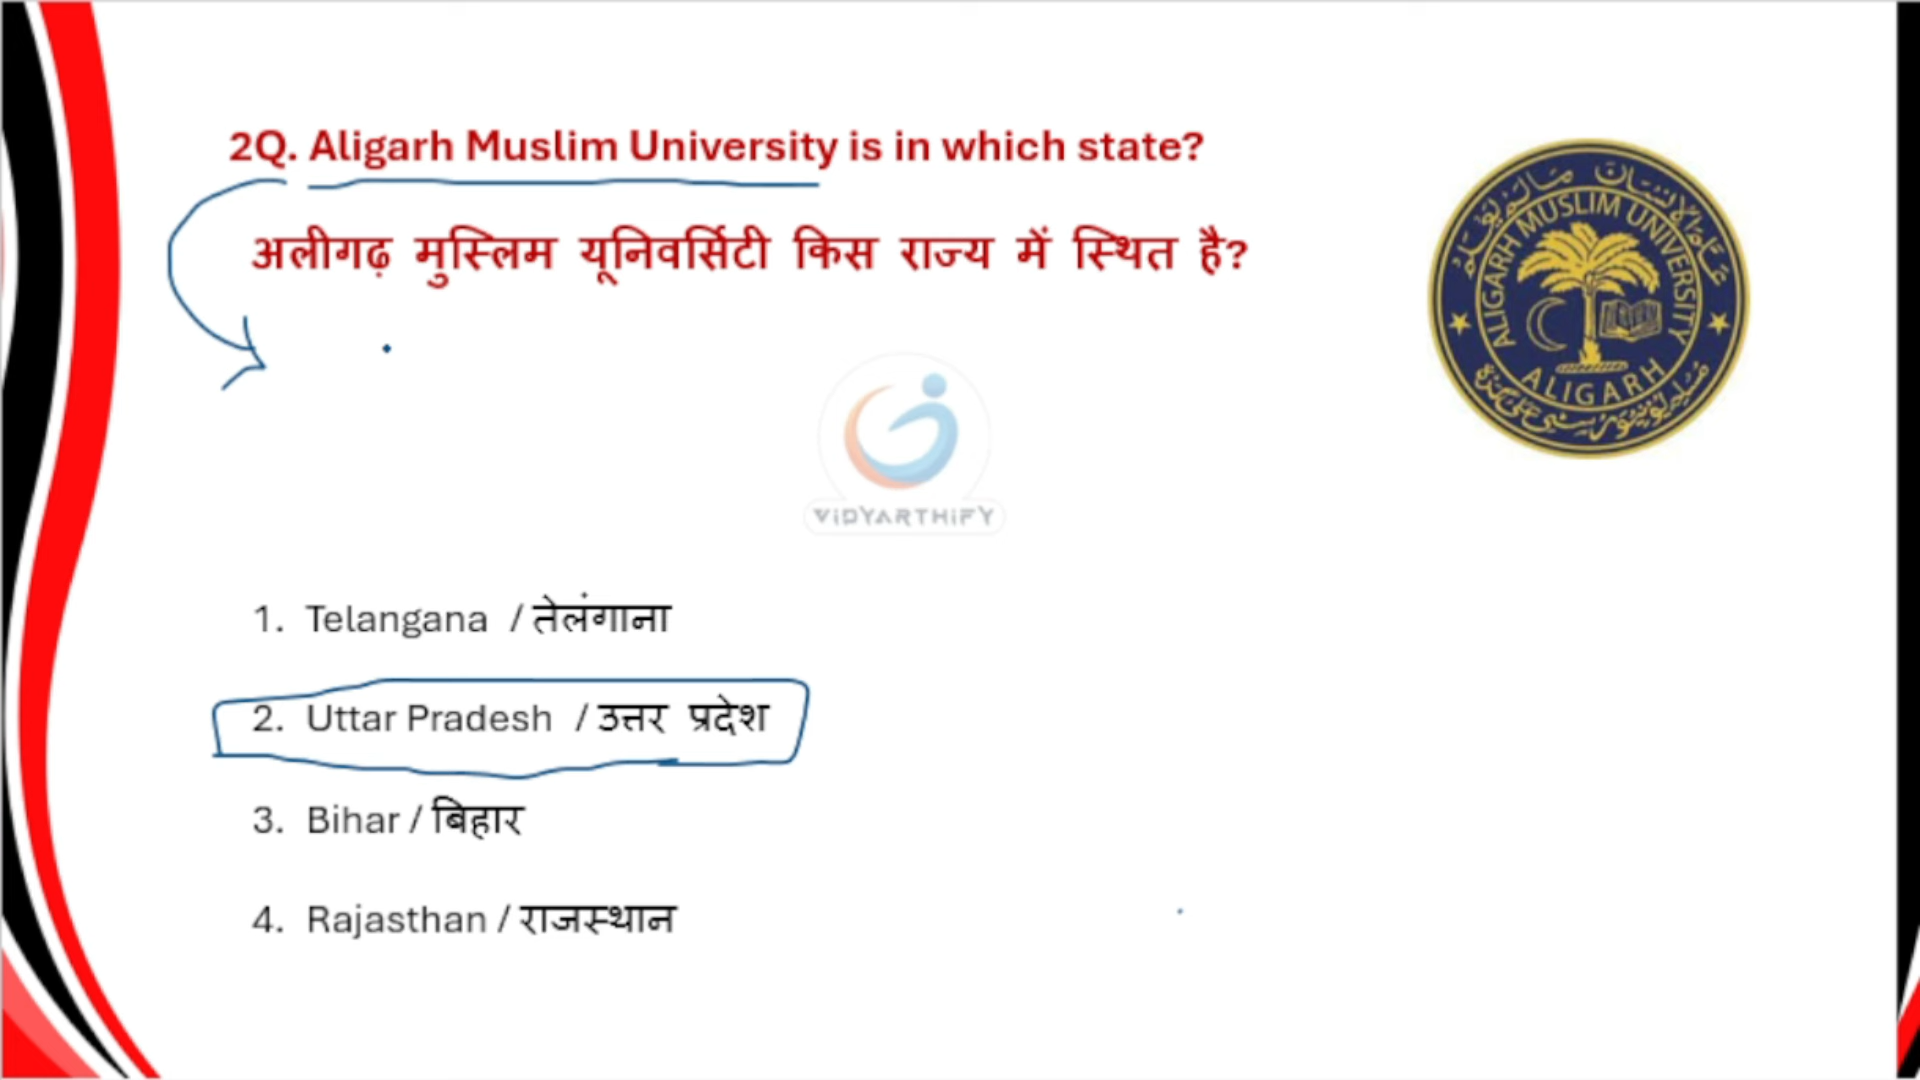 2Q. Aligarh Muslim University is in which state?
अलीगढ़ मुस्लिम यूनिवर्सिटी किस राज्य में स्थित है?
ALIGARH MUSLIM UNIVERSITY
ALIGARH
VIDYARTHIFY
1. Telangana / तेलंगाना
2. Uttar Pradesh / उत्तर प्रदेश
3. Bihar / बिहार
4. Rajasthan / राजस्थान